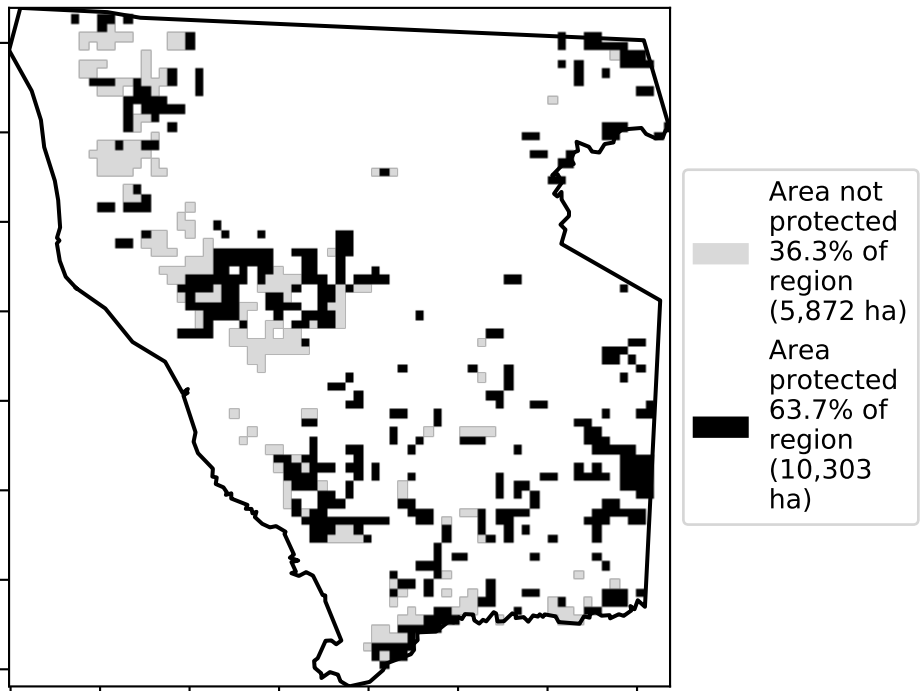 Area not
protected
36.3% of
region
(5,872 ha)
Area
protected
63.7% of
region
(10,303
ha)